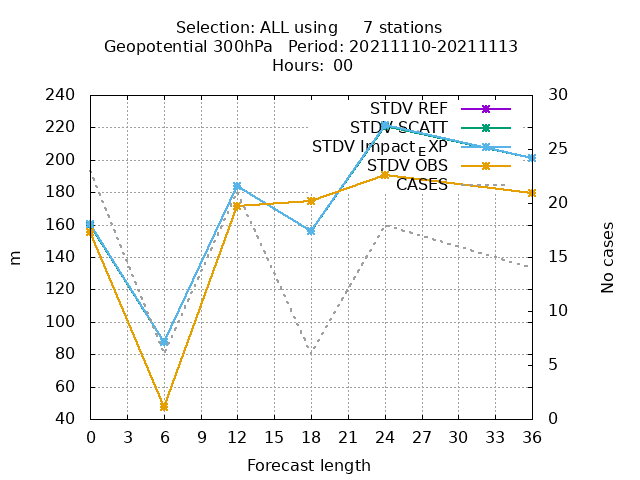 Selection: ALL using     7 stations
Geopotential 300hPa   Period: 20211110-20211113
Hours:  00
STDV REF
STDV SCATT
STDV Impact_EXP
STDV OBS
CASES
240
220
200
180
160
140
120
100
80
60
40
m
30
25
20
15
10
5
0
No cases
0 3 6 9 12 15 18 21 24 27 30 33 36
Forecast length